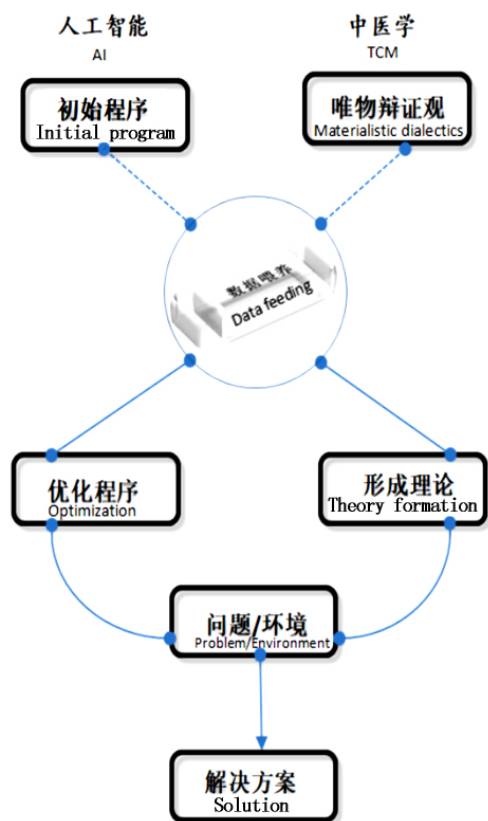 人工智能
AI
中医学
TCM
初始程序
Initial program
唯物辩证观
Materialistic dialectics
数据喂养
Data feeding
优化程序
Optimization
形成理论
Theory formation
问题/环境
Problem/Environment
解决方案
Solution